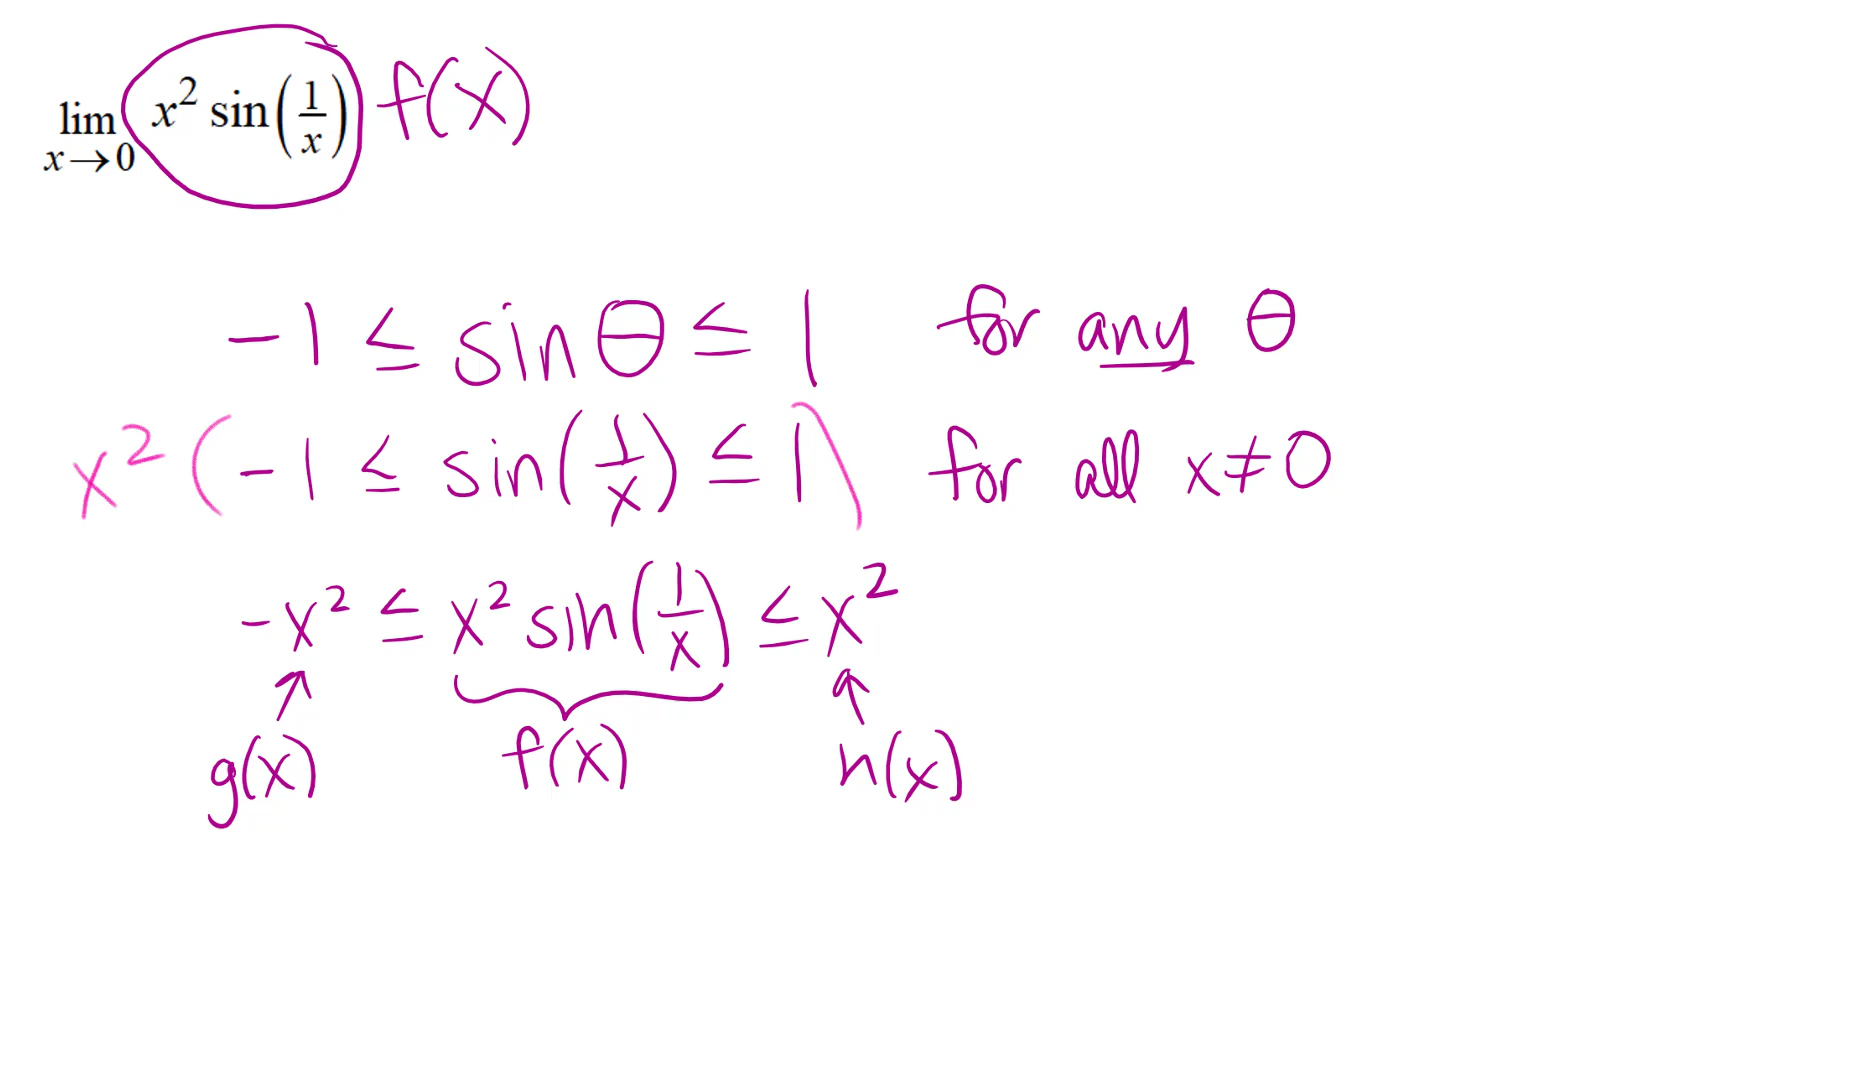 lim x→0 x² sin(1/x) f(x)
-1 ≤ sin θ ≤ 1 for any θ
x² (-1 ≤ sin(1/x) ≤ 1) for all x≠0
-x² ≤ x² sin(1/x) ≤ x²
g(x) f(x) h(x)